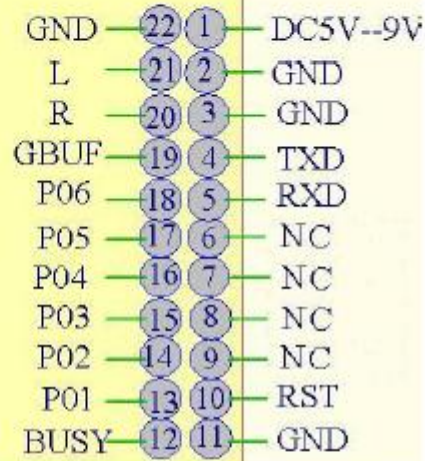 GND 22 1 DC5V--9V
L 21 2 GND
R 20 3 GND
GBUF 19 4 TXD
P06 18 5 RXD
P05 17 6 NC
P04 16 7 NC
P03 15 8 NC
P02 14 9 NC
P01 13 10 RST
BUSY 12 11 GND